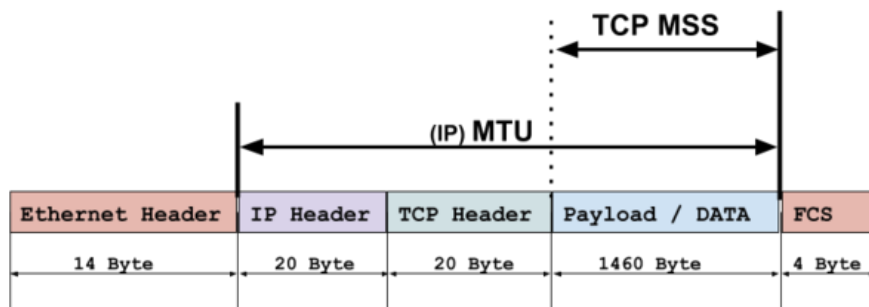 TCP MSS
(IP) MTU
Ethernet Header IP Header TCP Header Payload / DATA FCS
14 Byte 20 Byte 20 Byte 1460 Byte 4 Byte